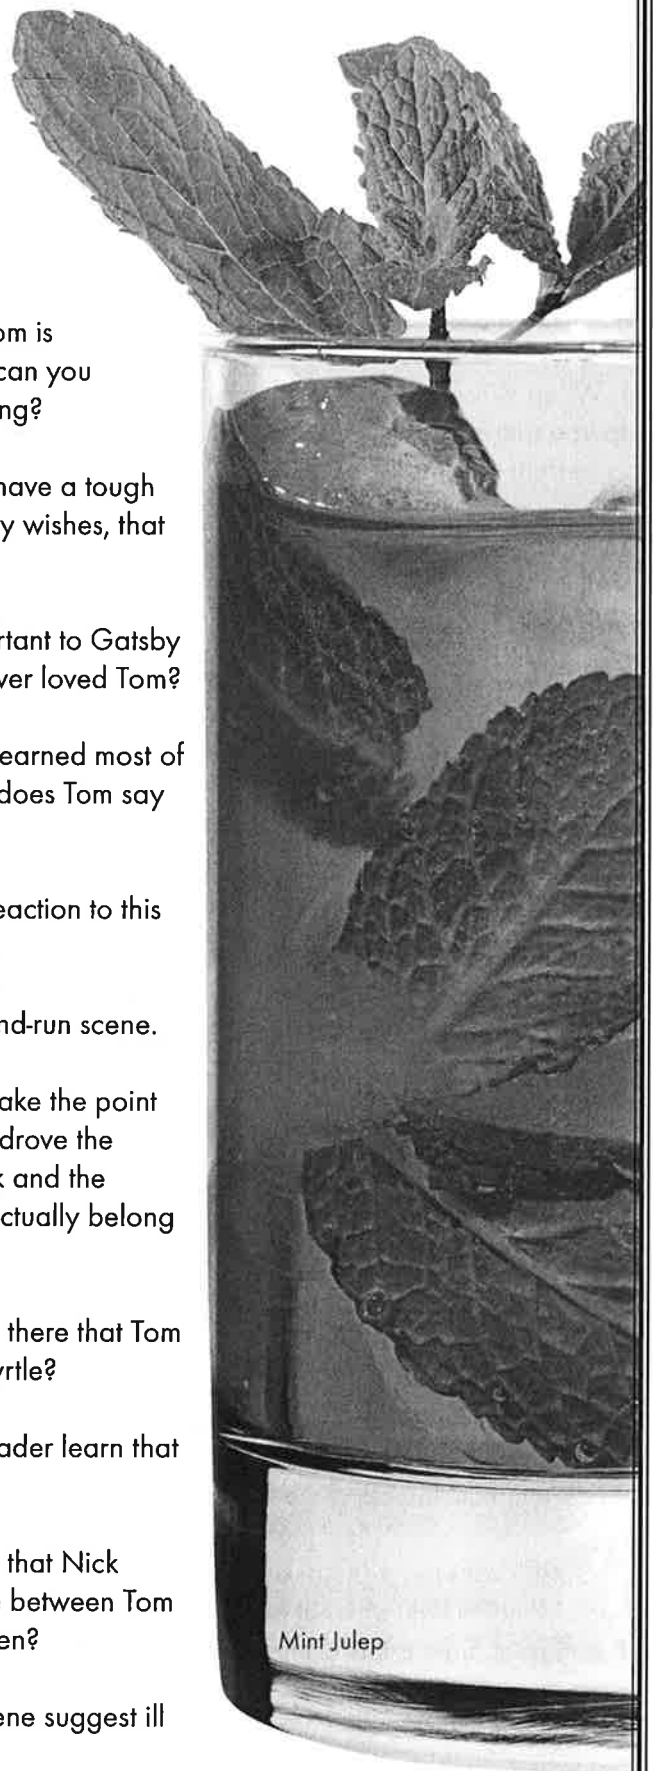 om is
can you
ng?
have a tough
y wishes, that
rtant to Gatsby
ver loved Tom?
earned most of
does Tom say
eaction to this
nd-run scene.
ake the point
drove the
k and the
ctually belong
there that Tom
yrtle?
ader learn that
that Nick
between Tom
en?
ene suggest ill
Mint Julep